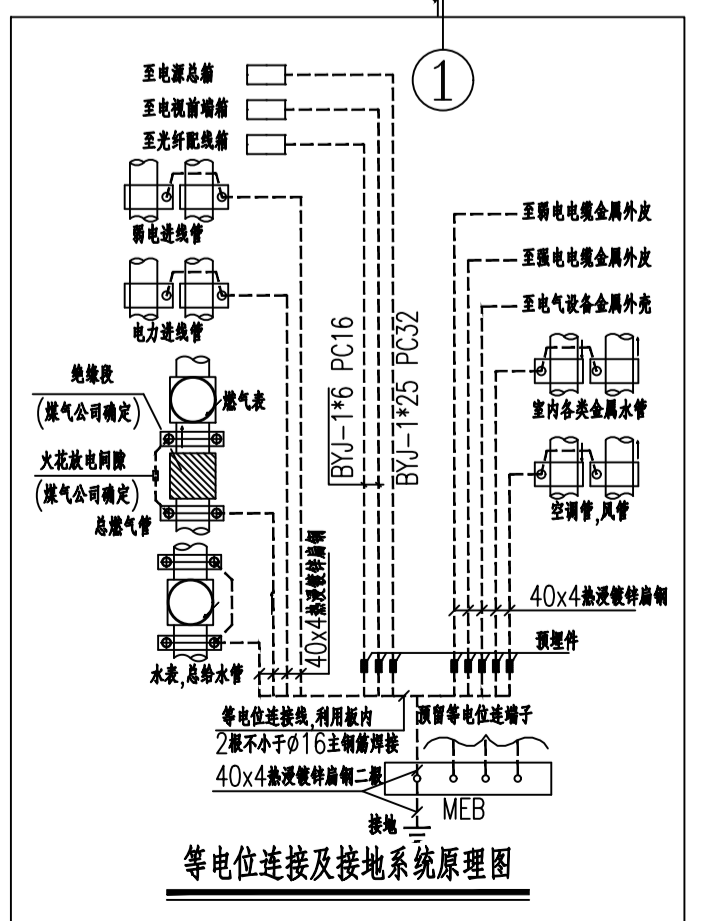 1
至电源总箱
至电视前端箱
至光纤配线箱
弱电进线管
电力进线管
绝缘段
(煤气公司确定)
燃气表
火花放电间隙
(煤气公司确定)
总燃气管
水表,总给水管
40x4热浸镀锌扁钢
BYJ-1*6 PC16
BYJ-1*25 PC32
至弱电电缆金属外皮
至强电电缆金属外皮
至电气设备金属外壳
室内各类金属水管
空调管,风管
40x4热浸镀锌扁钢
预埋件
等电位连接线,利用板内
2根不小于ø16主钢筋焊接
预留等电位连端子
40x4热浸镀锌扁钢二根
MEB
接地
等电位连接及接地系统原理图